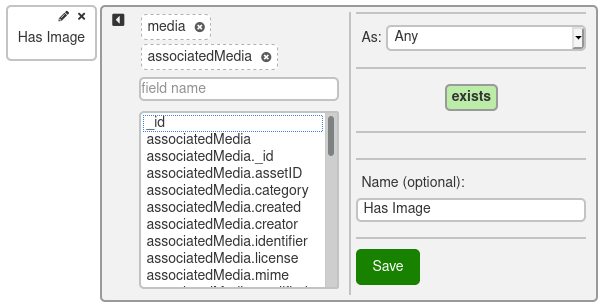 Has Image
media
associatedMedia
field name
_id
associatedMedia
associatedMedia._id
associatedMedia.assetID
associatedMedia.category
associatedMedia.created
associatedMedia.creator
associatedMedia.identifier
associatedMedia.license
associatedMedia.mime
As: Any
exists
Name (optional):
Has Image
Save